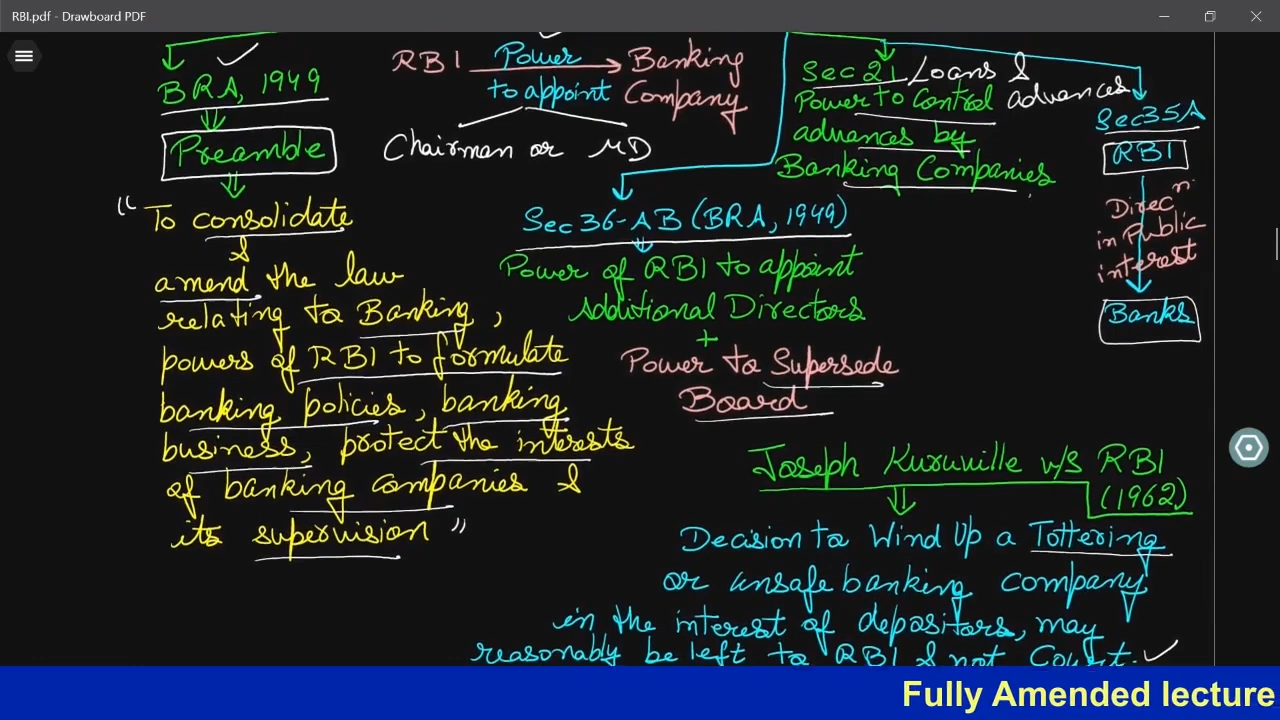 RBI.pdf - Drawboard PDF
BRA, 1949
Preamble
"To consolidate
&
amend the law
relating to Banking,
powers of RBI to formulate
banking policies, banking
business, protect the interests
of banking companies &
its supervision"
RBI Power Banking
to appoint Company
Chairman or MD
Sec 21 Loans &
Power to Control advances
advances by
Banking Companies
Sec 35A
RBI
Direcⁿ
in Public
interest
Banks
Sec 36-AB (BRA, 1949)
Power of RBI to appoint
Additional Directors
+
Power to Supersede
Board
Joseph Kuruville v/s RBI
(1962)
Decision to Wind Up a Tottering
or unsafe banking company
in the interest of depositors, may
reasonably be left to RBI & not Court.
Fully Amended lecture